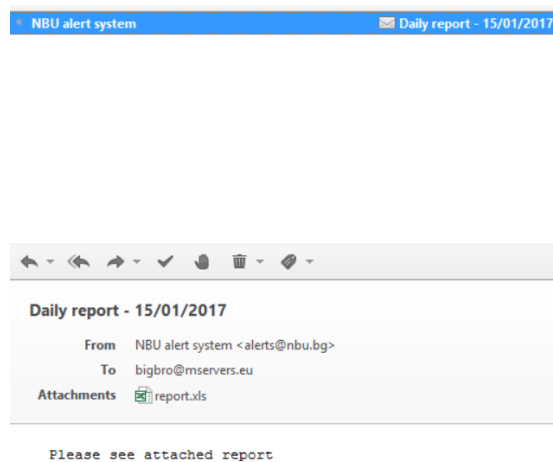 NBU alert system Daily report - 15/01/2017
Daily report - 15/01/2017
From NBU alert system <alerts@nbu.bg>
To bigbro@mservers.eu
Attachments report.xls
Please see attached report